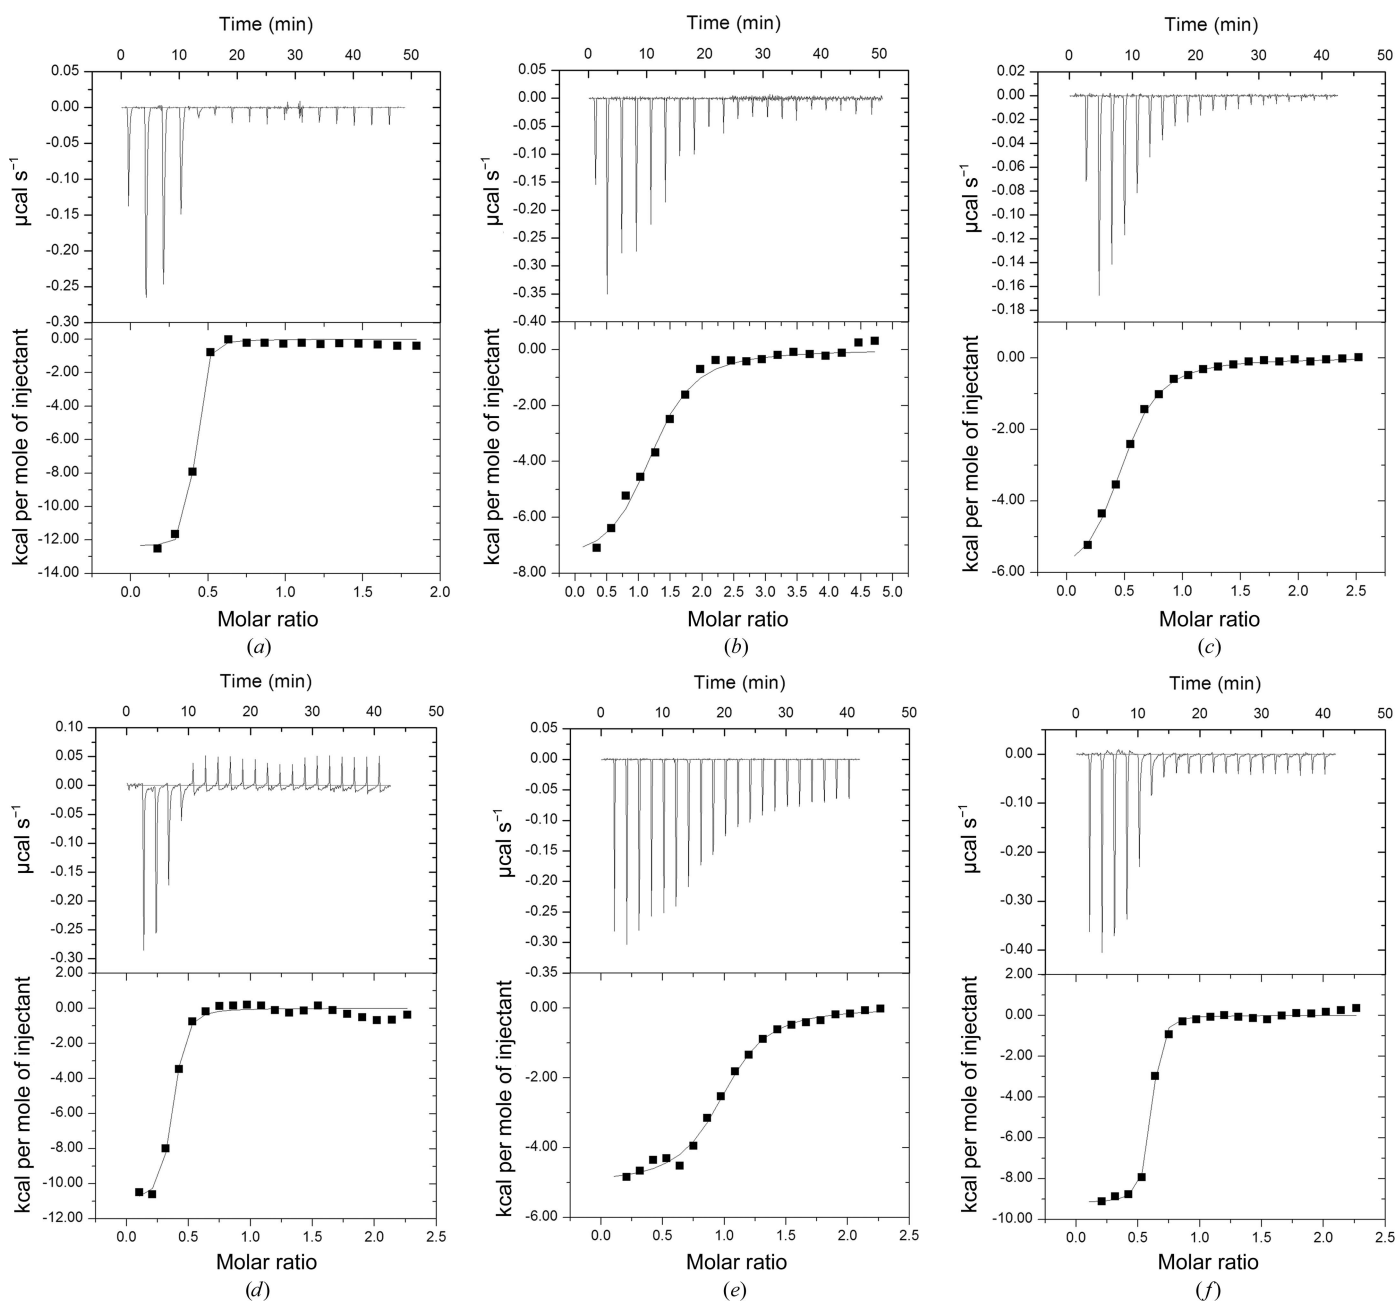 Time (min)
0 10 20 30 40 50
0.05
0.00
-0.05
-0.10
-0.15
-0.20
-0.25
-0.30
µcal s⁻¹
0.00
-2.00
-4.00
-6.00
-8.00
-10.00
-12.00
-14.00
kcal per mole of injectant
0.0 0.5 1.0 1.5 2.0
Molar ratio
(a)
Time (min)
0 10 20 30 40 50
0.05
0.00
-0.05
-0.10
-0.15
-0.20
-0.25
-0.30
-0.35
-0.40
µcal s⁻¹
0.00
-2.00
-4.00
-6.00
-8.00
kcal per mole of injectant
0.0 0.5 1.0 1.5 2.0 2.5 3.0 3.5 4.0 4.5 5.0
Molar ratio
(b)
Time (min)
0 10 20 30 40 50
0.02
0.00
-0.02
-0.04
-0.06
-0.08
-0.10
-0.12
-0.14
-0.16
-0.18
µcal s⁻¹
0.00
-2.00
-4.00
-6.00
kcal per mole of injectant
0.0 0.5 1.0 1.5 2.0 2.5
Molar ratio
(c)
Time (min)
0 10 20 30 40 50
0.10
0.05
0.00
-0.05
-0.10
-0.15
-0.20
-0.25
-0.30
µcal s⁻¹
2.00
0.00
-2.00
-4.00
-6.00
-8.00
-10.00
-12.00
kcal per mole of injectant
0.0 0.5 1.0 1.5 2.0 2.5
Molar ratio
(d)
Time (min)
0 10 20 30 40 50
0.05
0.00
-0.05
-0.10
-0.15
-0.20
-0.25
-0.30
-0.35
µcal s⁻¹
0.00
-2.00
-4.00
-6.00
kcal per mole of injectant
0.0 0.5 1.0 1.5 2.0 2.5
Molar ratio
(e)
Time (min)
0 10 20 30 40 50
0.00
-0.10
-0.20
-0.30
-0.40
µcal s⁻¹
2.00
0.00
-2.00
-4.00
-6.00
-8.00
-10.00
kcal per mole of injectant
0.0 0.5 1.0 1.5 2.0 2.5
Molar ratio
(f)